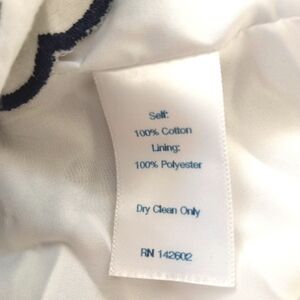 Self:
100% Cotton
Lining:
100% Polyester
Dry Clean Only
RN 142602